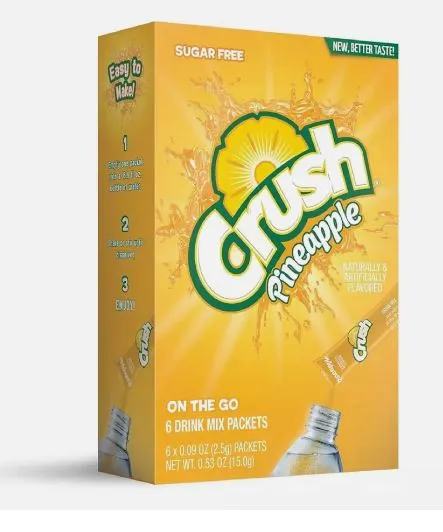 SUGAR FREE
NEW, BETTER TASTE!
Crush
Pineapple
NATURALLY &
ARTIFICIALLY
FLAVORED
Crush
ON THE GO
6 DRINK MIX PACKETS
6 x 0.09 OZ (2.5g) PACKETS
NET WT. 0.53 OZ (15.0g)
Easy to
Make!
1
2
3
ENJOY!
Crush